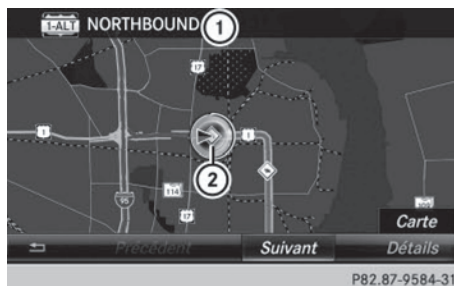 1-ALT NORTHBOUND 1
17
1 1
2
114
95 17
109
Carte
Précédent Suivant Détails
P82.87-9584-31